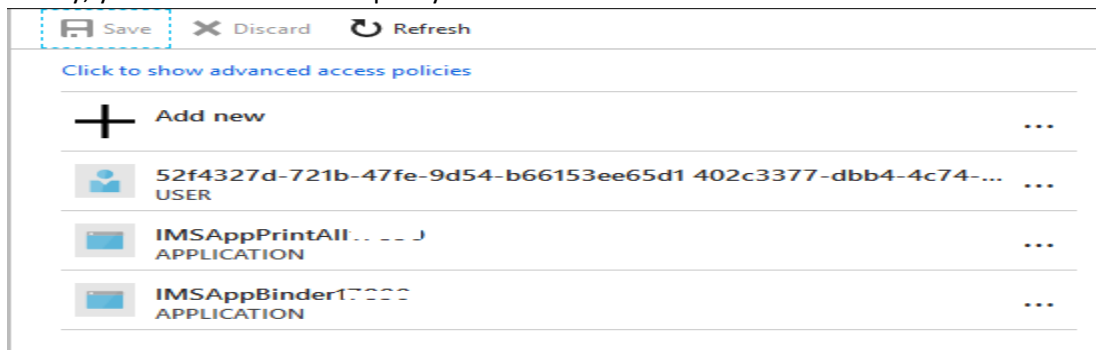 Save Discard Refresh
Click to show advanced access policies
Add new ...
52f4327d-721b-47fe-9d54-b66153ee65d1 402c3377-dbb4-4c74-... ...
USER
IMSAppPrintAll ...
APPLICATION
IMSAppBinder ...
APPLICATION